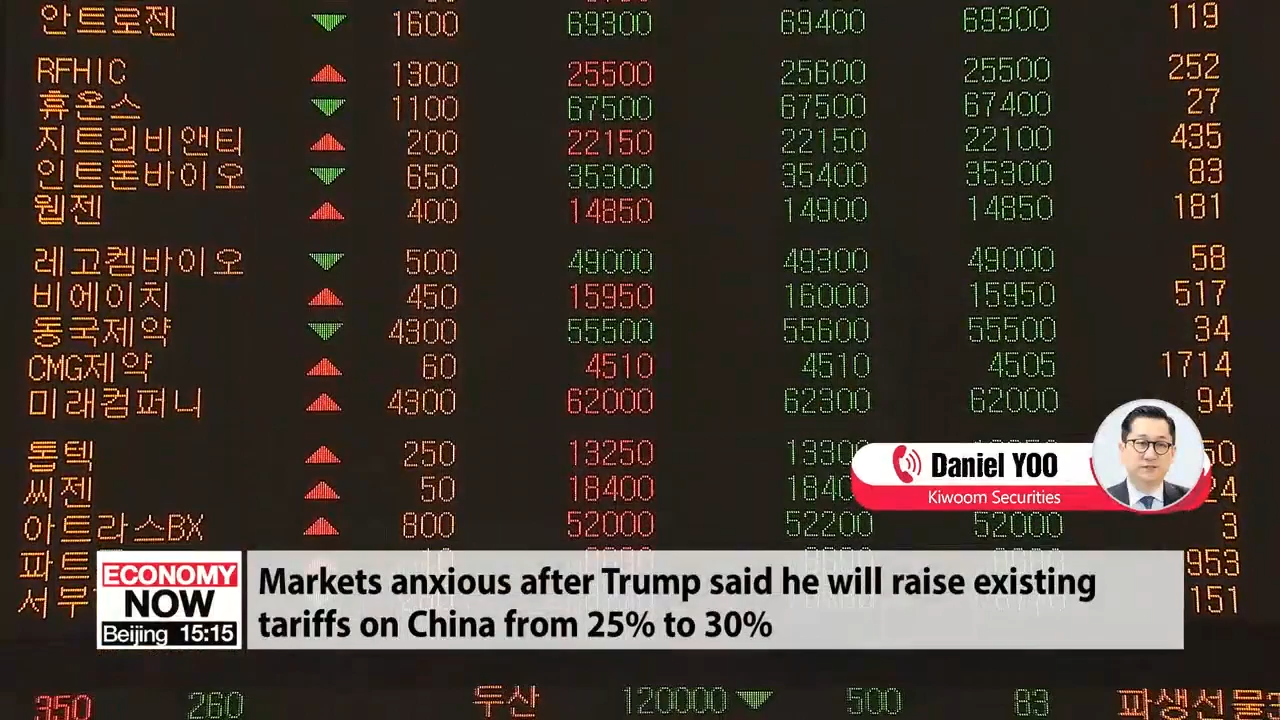 안트로젠 1600 69300 69400 69300 119
RFHIC 1300 25500 25600 25500 252
휴온스 1100 67500 67500 67400 27
지트리비앤티 200 22150 22150 22100 435
인트론바이오 650 35300 35400 35300 83
웹젠 400 14850 14900 14850 181
레고켐바이오 500 49000 49300 49000 58
비에이치 450 15950 16000 15950 517
동국제약 4300 55500 55600 55500 34
CMG제약 60 4510 4510 4505 1714
미래컴퍼니 4300 62000 62300 62000 94
톱텍 250 13250
씨젠 50 18400
아트라스BX 800 52000 52200 52000 3
953
151
Daniel YOO
Kiwoom Securities
ECONOMY
NOW
Beijing 15:15
Markets anxious after Trump said he will raise existing
tariffs on China from 25% to 30%
350 260 두산 120000 500 83 파생선물